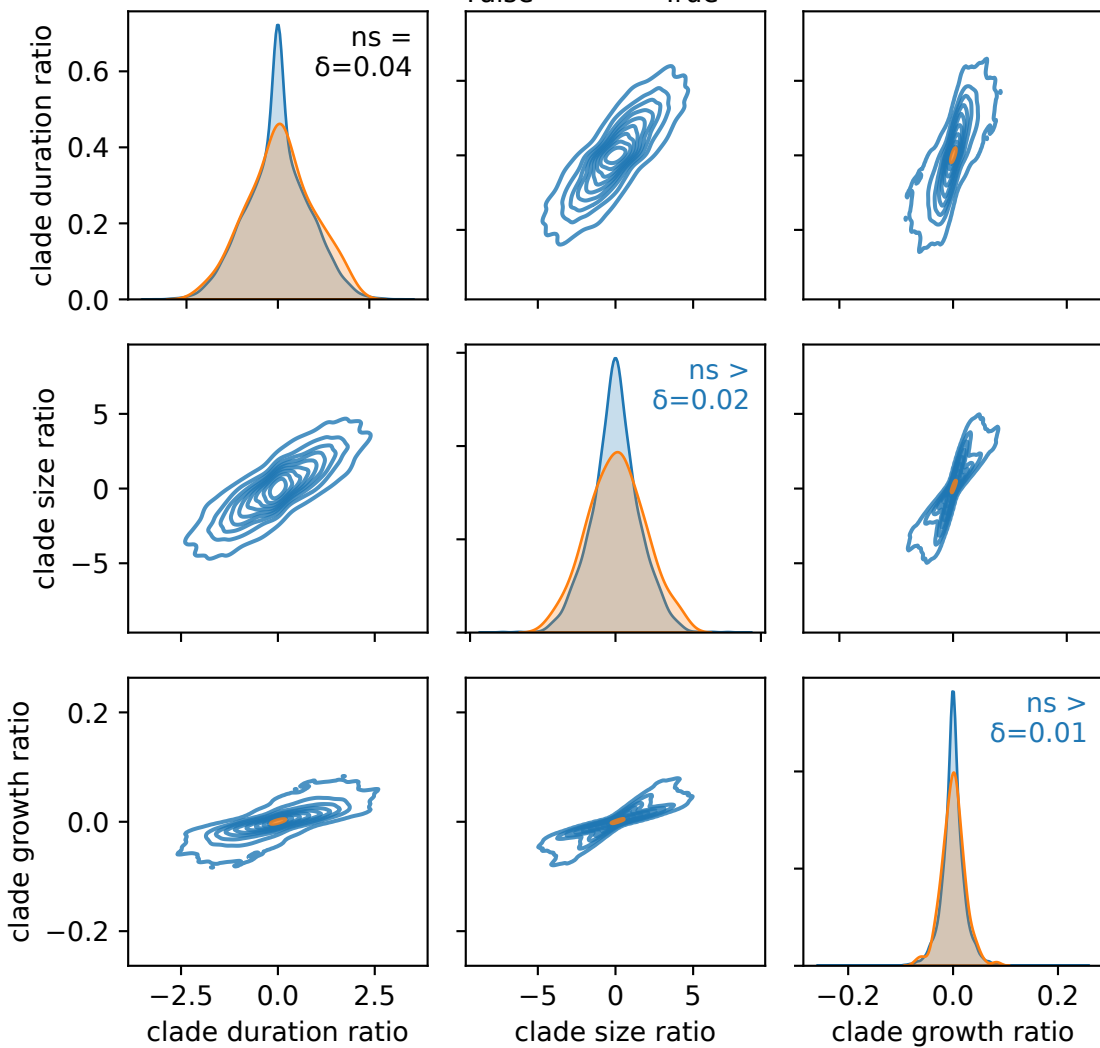 clade duration ratio
0.6
0.4
0.2
0.0
ns =
δ=0.04
clade size ratio
5
0
−5
ns >
δ=0.02
clade growth ratio
0.2
0.0
−0.2
ns >
δ=0.01
−2.5 0.0 2.5
−5 0 5
−0.2 0.0 0.2
clade duration ratio
clade size ratio
clade growth ratio